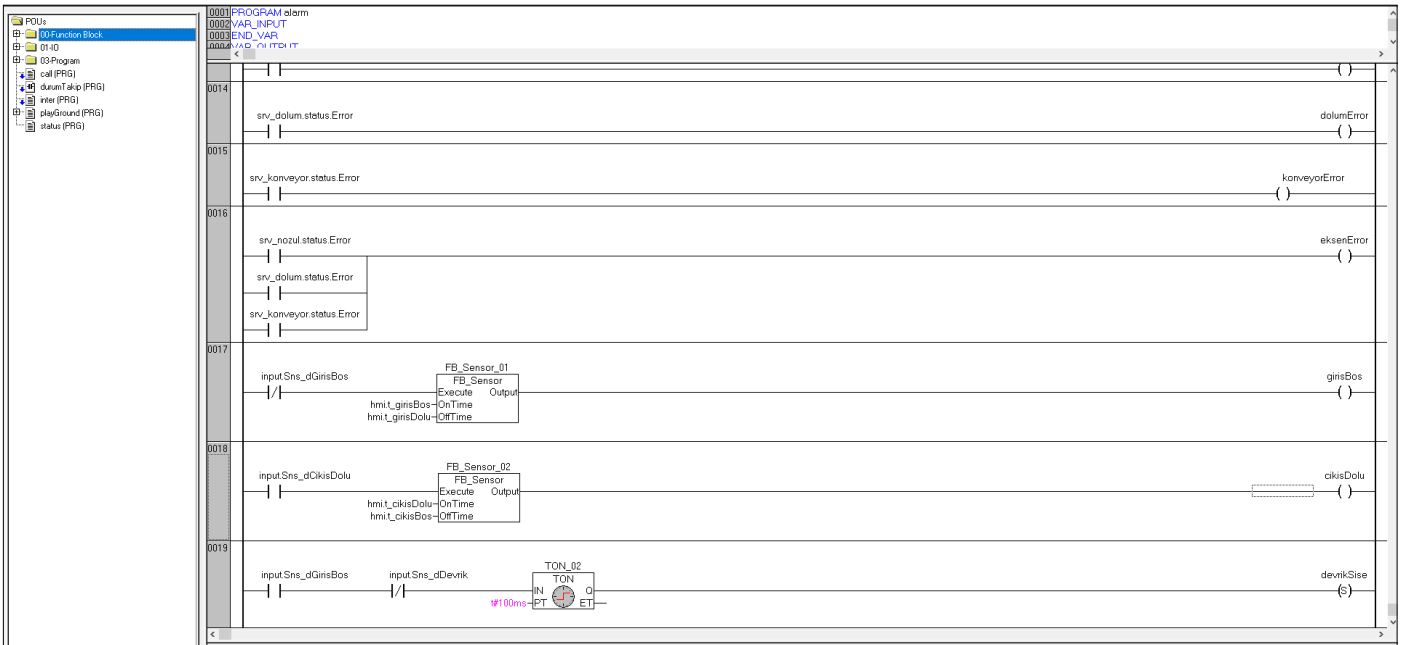 POUs
00-Function Block
01-IO
03-Program
call (PRG)
durumTakip (PRG)
inter (PRG)
playGround (PRG)
status (PRG)
0001 PROGRAM alarm
0002 VAR_INPUT
0003 END_VAR
0004 VAR_OUTPUT
0014
srv_dolum.status.Error dolumError
0015
srv_konveyor.status.Error konveyorError
0016
srv_nozul.status.Error eksenError
srv_dolum.status.Error
srv_konveyor.status.Error
0017
FB_Sensor_01
input.Sns_dGirisBos FB_Sensor girisBos
Execute Output
hmi.t_girisBos OnTime
hmi.t_girisDolu OffTime
0018
FB_Sensor_02
input.Sns_dCikisDolu FB_Sensor cikisDolu
Execute Output
hmi.t_cikisDolu OnTime
hmi.t_cikisBos OffTime
0019
TON_02
input.Sns_dGirisBos input.Sns_dDevrik TON devrikSise
IN Q S
t#100ms PT ET